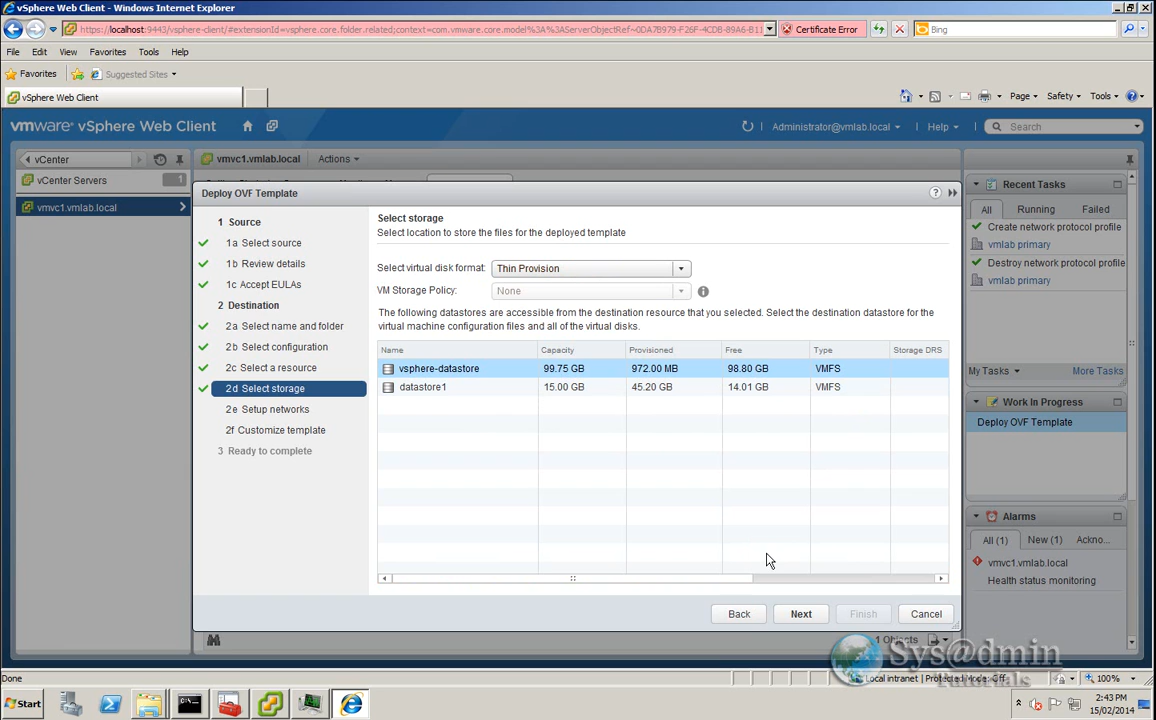 vSphere Web Client - Windows Internet Explorer
https://localhost:9443/vsphere-client/#extensionId=vsphere.core.folder.related;context=com.vmware.core.model%3A%3AServerObjectRef~0DA7B979-F26F-4CDB-89A6-B11
Certificate Error
Bing
File Edit View Favorites Tools Help
Favorites Suggested Sites
vSphere Web Client
Page Safety Tools
vmware® vSphere Web Client
Administrator@vmlab.local Help Search
vCenter
vCenter Servers 1
vmvc1.vmlab.local
vmvc1.vmlab.local Actions
Deploy OVF Template
1 Source
1a Select source
1b Review details
1c Accept EULAs
2 Destination
2a Select name and folder
2b Select configuration
2c Select a resource
2d Select storage
2e Setup networks
2f Customize template
3 Ready to complete
Select storage
Select location to store the files for the deployed template
Select virtual disk format: Thin Provision
VM Storage Policy: None
The following datastores are accessible from the destination resource that you selected. Select the destination datastore for the
virtual machine configuration files and all of the virtual disks.
Name Capacity Provisioned Free Type Storage DRS
vsphere-datastore 99.75 GB 972.00 MB 98.80 GB VMFS
datastore1 15.00 GB 45.20 GB 14.01 GB VMFS
Back Next Finish Cancel
1 Objects
Recent Tasks
All Running Failed
Create network protocol profile
vmlab primary
Destroy network protocol profile
vmlab primary
My Tasks More Tasks
Work In Progress
Deploy OVF Template
Alarms
All (1) New (1) Ackno...
vmvc1.vmlab.local
Health status monitoring
Sys@dmin
Tutorials
Done
Local intranet | Protected Mode: Off
100%
Start
2:43 PM
15/02/2014